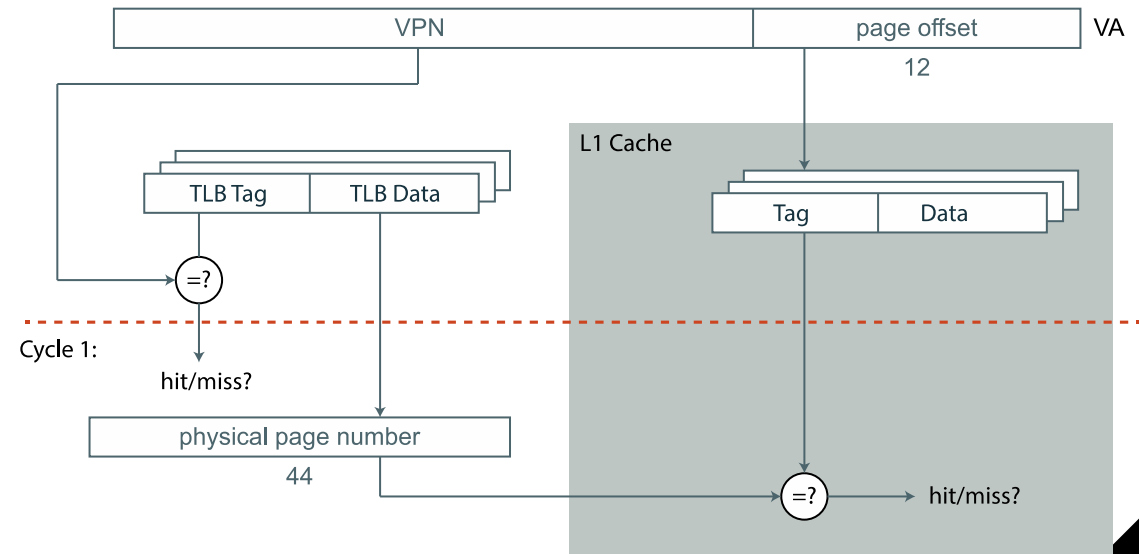 VPN page offset VA
12
L1 Cache
TLB Tag TLB Data
Tag Data
=?
Cycle 1:
hit/miss?
physical page number
44
=? hit/miss?